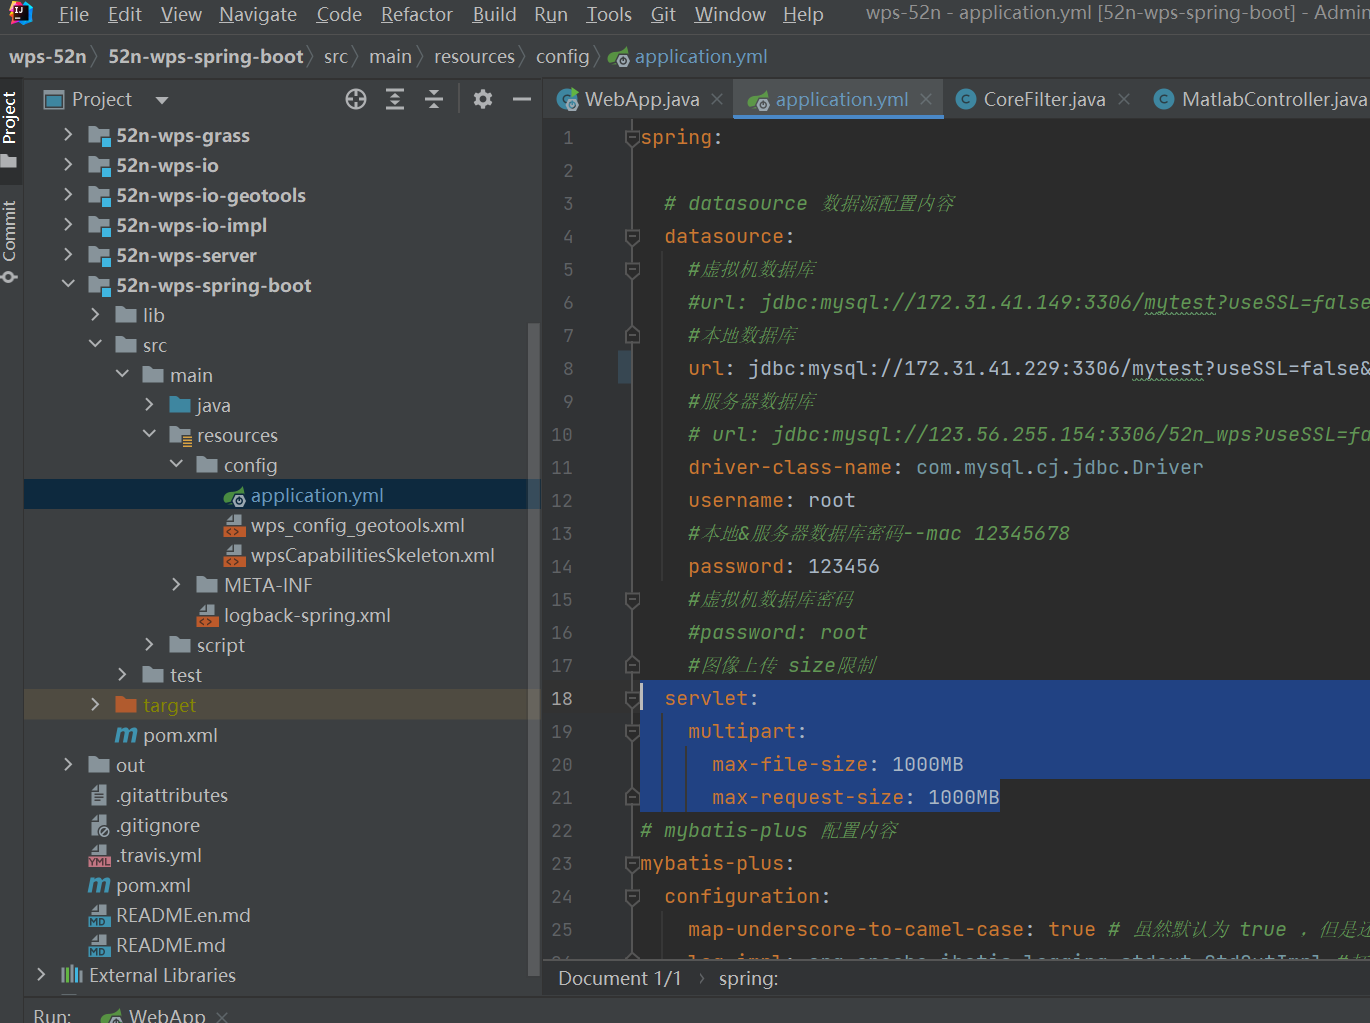 File Edit View Navigate Code Refactor Build Run Tools Git Window Help wps-52n - application.yml [52n-wps-spring-boot] - Admin
wps-52n 52n-wps-spring-boot src main resources config application.yml
Project
Commit
Project
52n-wps-grass
52n-wps-io
52n-wps-io-geotools
52n-wps-io-impl
52n-wps-server
52n-wps-spring-boot
lib
src
main
java
resources
config
application.yml
wps_config_geotools.xml
wpsCapabilitiesSkeleton.xml
META-INF
logback-spring.xml
script
test
target
pom.xml
out
.gitattributes
.gitignore
.travis.yml
pom.xml
README.en.md
README.md
External Libraries
WebApp.java application.yml CoreFilter.java MatlabController.java
1 spring:
2
3 # datasource 数据源配置内容
4 datasource:
5 #虚拟机数据库
6 #url: jdbc:mysql://172.31.41.149:3306/mytest?useSSL=false
7 #本地数据库
8 url: jdbc:mysql://172.31.41.229:3306/mytest?useSSL=false&
9 #服务器数据库
10 # url: jdbc:mysql://123.56.255.154:3306/52n_wps?useSSL=fa
11 driver-class-name: com.mysql.cj.jdbc.Driver
12 username: root
13 #本地&服务器数据库密码--mac 12345678
14 password: 123456
15 #虚拟机数据库密码
16 #password: root
17 #图像上传 size限制
18 servlet:
19 multipart:
20 max-file-size: 1000MB
21 max-request-size: 1000MB
22 # mybatis-plus 配置内容
23 mybatis-plus:
24 configuration:
25 map-underscore-to-camel-case: true # 虽然默认为 true ，但是还
Document 1/1 spring:
Run: WebApp